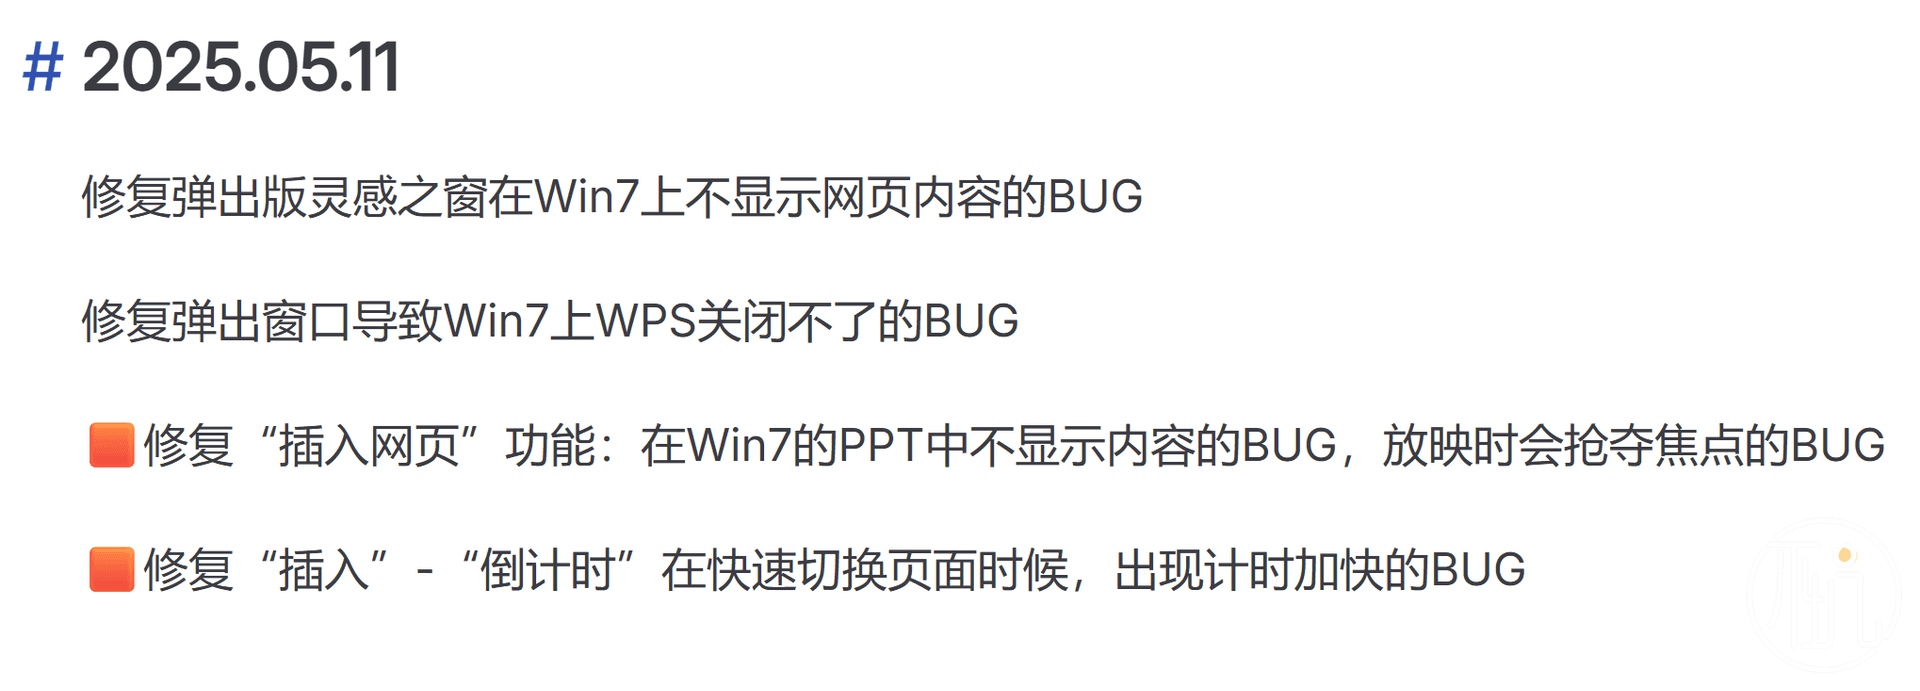 # 2025.05.11
修复弹出版灵感之窗在Win7上不显示网页内容的BUG
修复弹出窗口导致Win7上WPS关闭不了的BUG
🟥修复“插入网页”功能：在Win7的PPT中不显示内容的BUG，放映时会抢夺焦点的BUG
🟥修复“插入” - “倒计时”在快速切换页面时候，出现计时加快的BUG